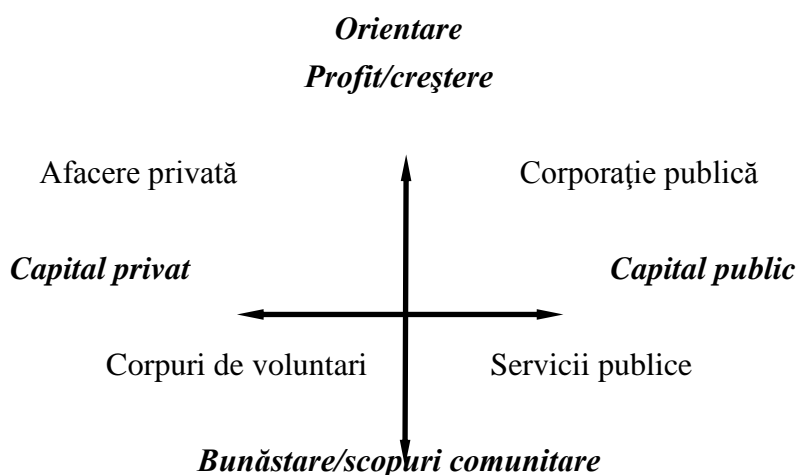 Orientare
Profit/creştere
Afacere privată
Corporaţie publică
Capital privat
Capital public
Corpuri de voluntari
Servicii publice
Bunăstare/scopuri comunitare